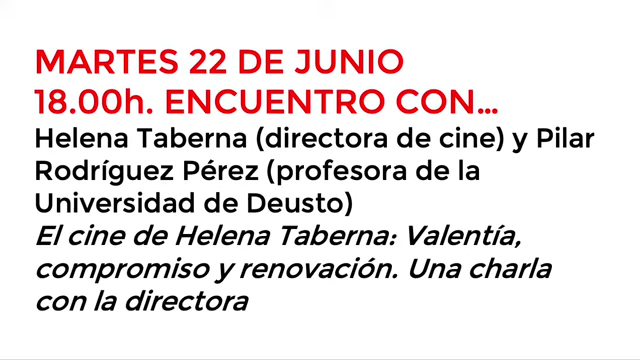 MARTES 22 DE JUNIO
18.00h. ENCUENTRO CON...
Helena Taberna (directora de cine) y Pilar
Rodríguez Pérez (profesora de la
Universidad de Deusto)
El cine de Helena Taberna: Valentía,
compromiso y renovación. Una charla
con la directora